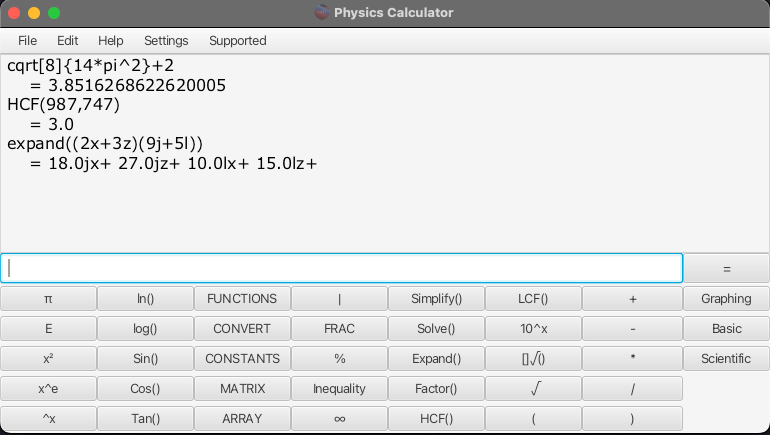 Physics Calculator
File Edit Help Settings Supported
cqrt[8]{14*pi^2}+2
= 3.8516268622620005
HCF(987,747)
= 3.0
expand((2x+3z)(9j+5l))
= 18.0jx+ 27.0jz+ 10.0lx+ 15.0lz+
=
π ln() FUNCTIONS | Simplify() LCF() + Graphing
E log() CONVERT FRAC Solve() 10^x - Basic
x² Sin() CONSTANTS % Expand() []√() * Scientific
x^e Cos() MATRIX Inequality Factor() √ /
^x Tan() ARRAY ∞ HCF() ( )